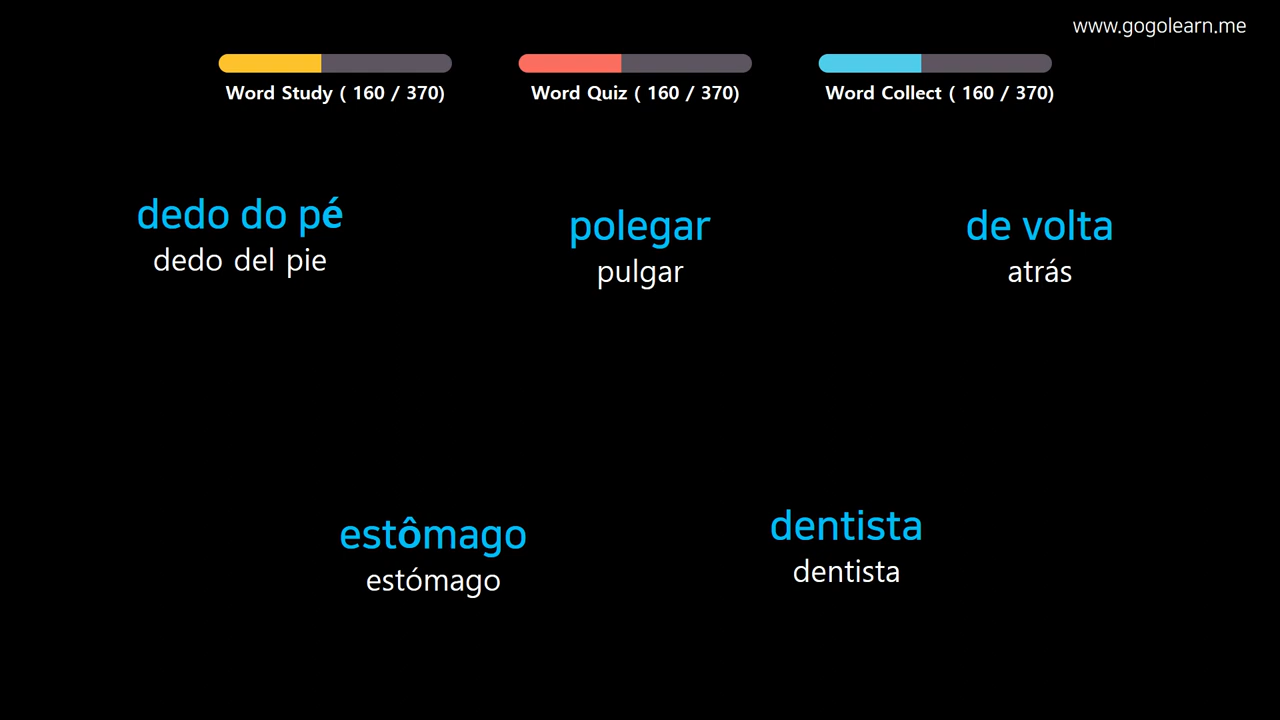 www.gogolearn.me
Word Study ( 160 / 370)
Word Quiz ( 160 / 370)
Word Collect ( 160 / 370)
dedo do pé
dedo del pie
polegar
pulgar
de volta
atrás
estômago
estómago
dentista
dentista